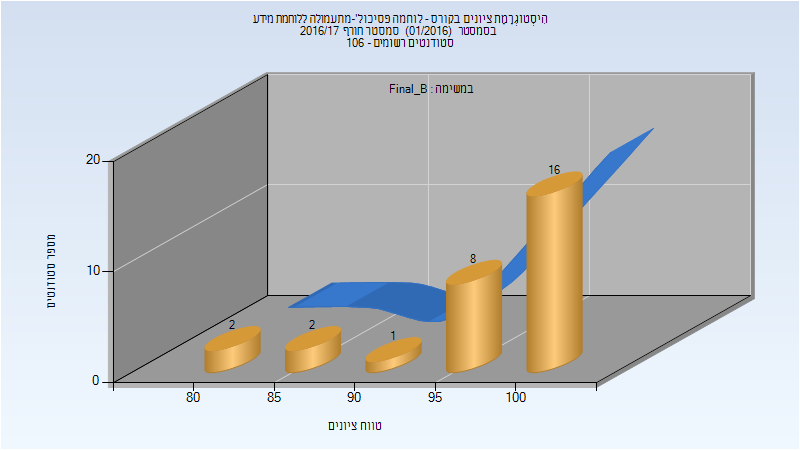 היסטוגרמת ציונים בקורס - לוחמה פסיכול'-מתעמולה ללוחמת מידע
בסמסטר (01/2016) סמסטר חורף 2016/17
סטודנטים רשומים - 106
במשימה : Final_B
מספר סטודנטים
20
10
0
2
2
1
8
16
80
85
90
95
100
טווח ציונים